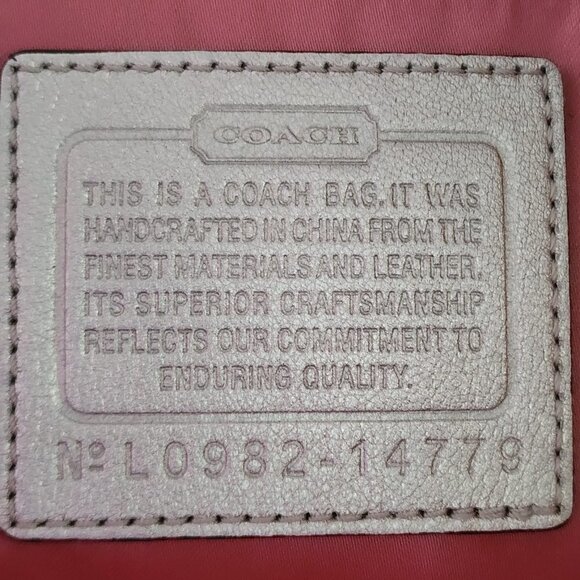 COACH
THIS IS A COACH BAG. IT WAS
HANDCRAFTED IN CHINA FROM THE
FINEST MATERIALS AND LEATHER.
ITS SUPERIOR CRAFTSMANSHIP
REFLECTS OUR COMMITMENT TO
ENDURING QUALITY.
Nº L0982-14779